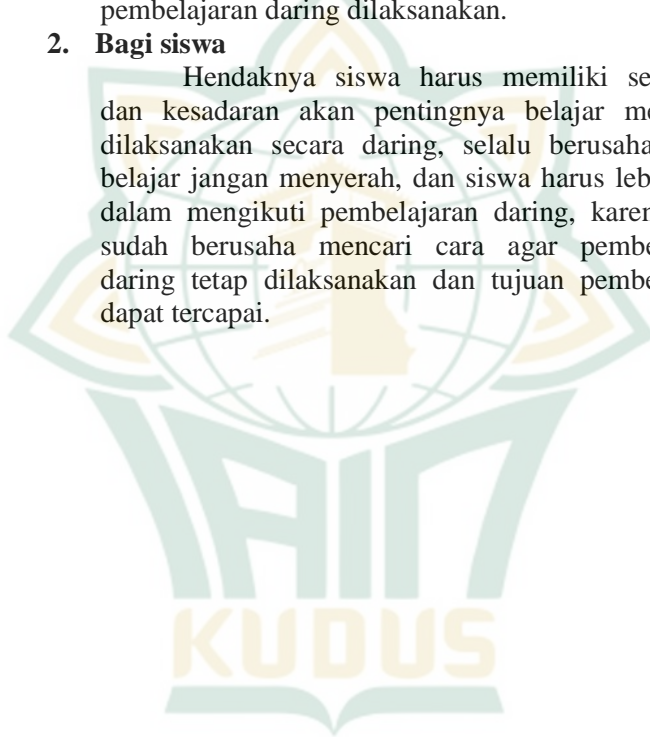 pembelajaran daring dilaksanakan.
2. Bagi siswa
Hendaknya siswa harus memiliki
dan kesadaran akan pentingnya belajar
dilaksanakan secara daring, selalu berusaha
belajar jangan menyerah, dan siswa harus
dalam mengikuti pembelajaran daring,
sudah berusaha mencari cara agar
daring tetap dilaksanakan dan tujuan
dapat tercapai.
IAIN
KUDUS